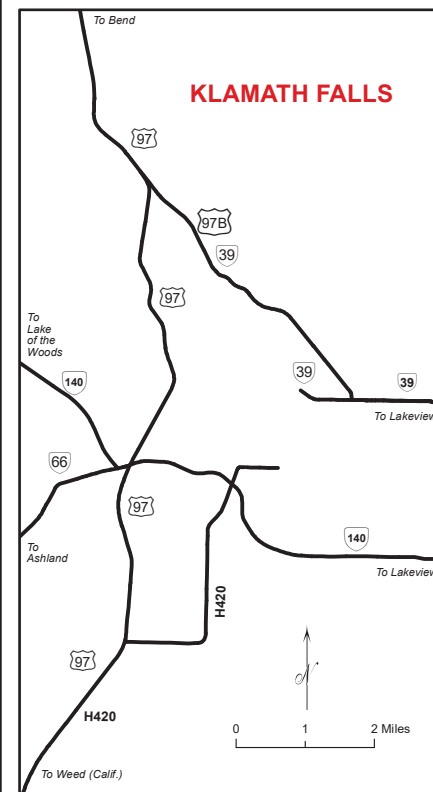 To Bend
KLAMATH FALLS
97
97B
39
97
To
Lake
of the
Woods
140
39
39
To Lakeview
66
97
140
To
Ashland
To Lakeview
H420
97
N
H420
0 1 2 Miles
To Weed (Calif.)